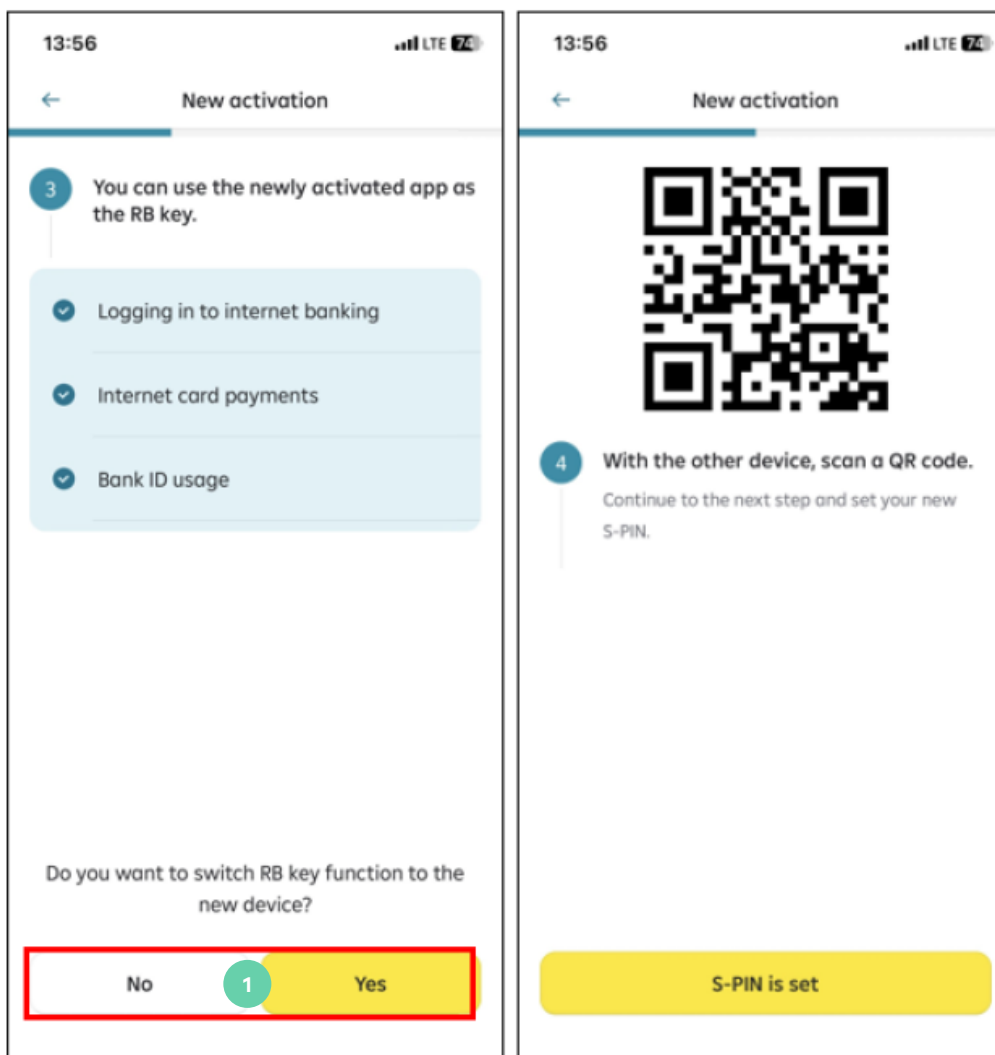 13:56
LTE 74
New activation
3
You can use the newly activated app as
the RB key.
Logging in to internet banking
Internet card payments
Bank ID usage
Do you want to switch RB key function to the
new device?
No
1
Yes
13:56
LTE 74
New activation
4
With the other device, scan a QR code.
Continue to the next step and set your new
S-PIN.
S-PIN is set